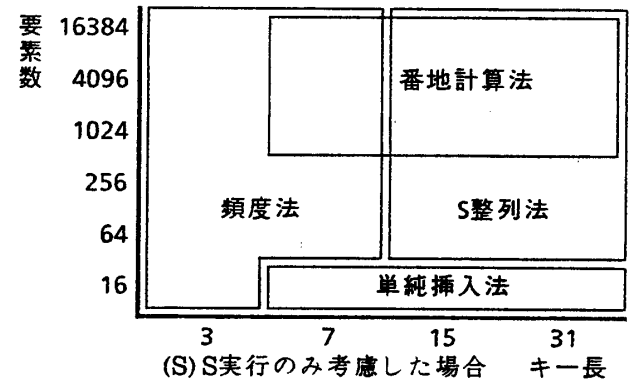 要素数
16384
4096
1024
256
64
16
番地計算法
頻度法
S整列法
単純挿入法
3 7 15 31
(S) S実行のみ考慮した場合 キー長